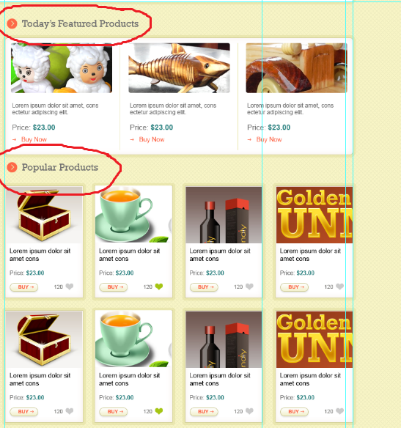 Today's Featured Products
Lorem ipsum dolor sit amet, cons
ectetur adipiscing elit.
Price: $23.00
→ Buy Now
Lorem ipsum dolor sit amet, cons
ectetur adipiscing elit.
Price: $23.00
→ Buy Now
Lorem ipsum dolor sit amet, cons
ectetur adipiscing elit.
Price: $23.00
→ Buy Now
Popular Products
Golden
UNN
Lorem ipsum dolor sit
amet cons
Price: $23.00
BUY → 120
Lorem ipsum dolor sit
amet cons
Price: $23.00
BUY → 120
Lorem ipsum dolor sit
amet cons
Price: $23.00
BUY → 120
Lorem ipsum dolor sit
amet cons
Price: $23.00
BUY → 120
Golden
UNN
Lorem ipsum dolor sit
amet cons
Price: $23.00
BUY → 120
Lorem ipsum dolor sit
amet cons
Price: $23.00
BUY → 120
Lorem ipsum dolor sit
amet cons
Price: $23.00
BUY → 120
Lorem ipsum dolor sit
amet cons
Price: $23.00
BUY → 120